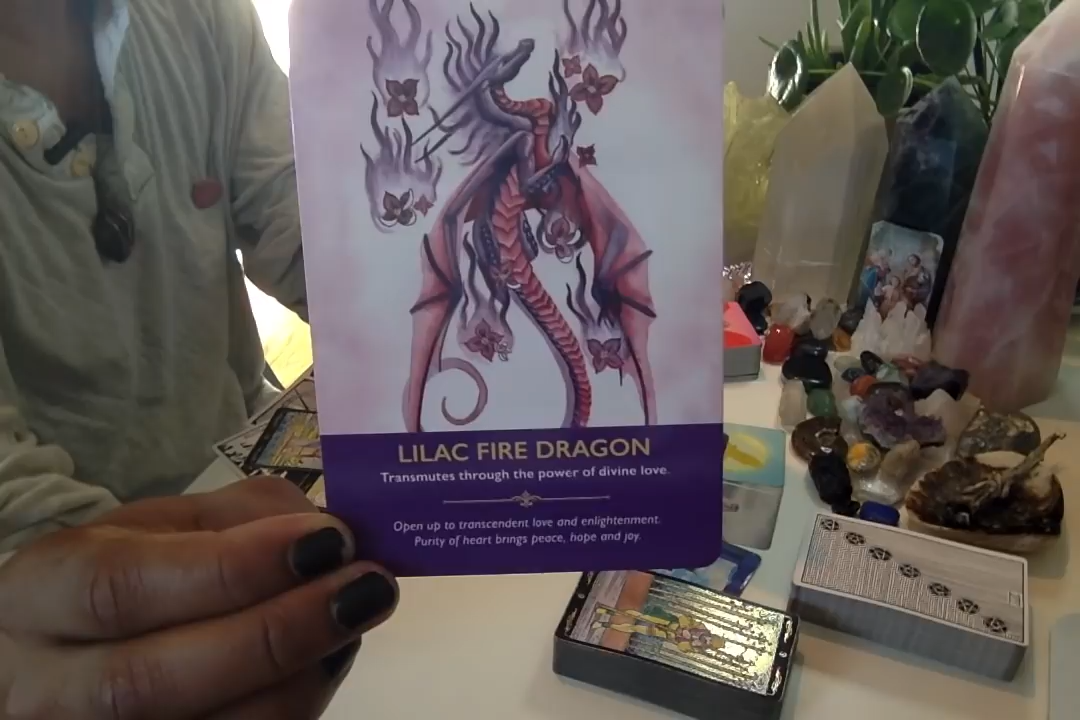 LILAC FIRE DRAGON
Transmutes through the power of divine love.
Open up to transcendent love and enlightenment.
Purity of heart brings peace, hope and joy.